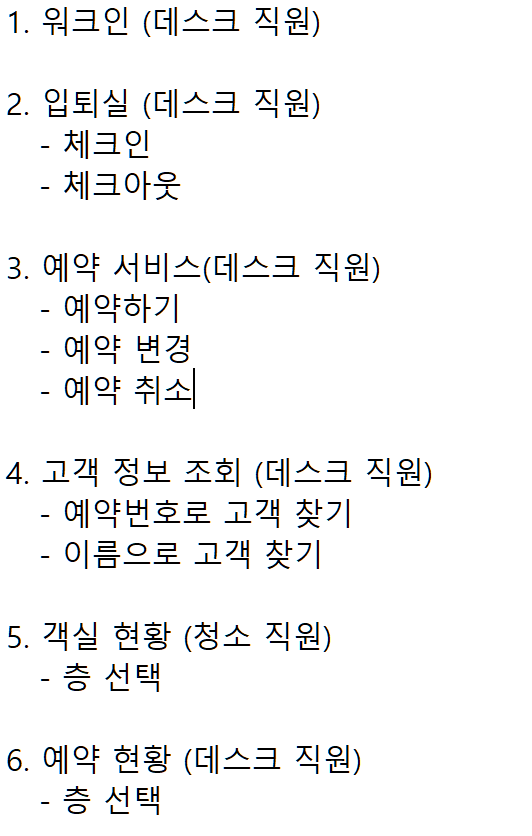 1. 워크인 (데스크 직원)
2. 입퇴실 (데스크 직원)
- 체크인
- 체크아웃
3. 예약 서비스(데스크 직원)
- 예약하기
- 예약 변경
- 예약 취소
4. 고객 정보 조회 (데스크 직원)
- 예약번호로 고객 찾기
- 이름으로 고객 찾기
5. 객실 현황 (청소 직원)
- 층 선택
6. 예약 현황 (데스크 직원)
- 층 선택